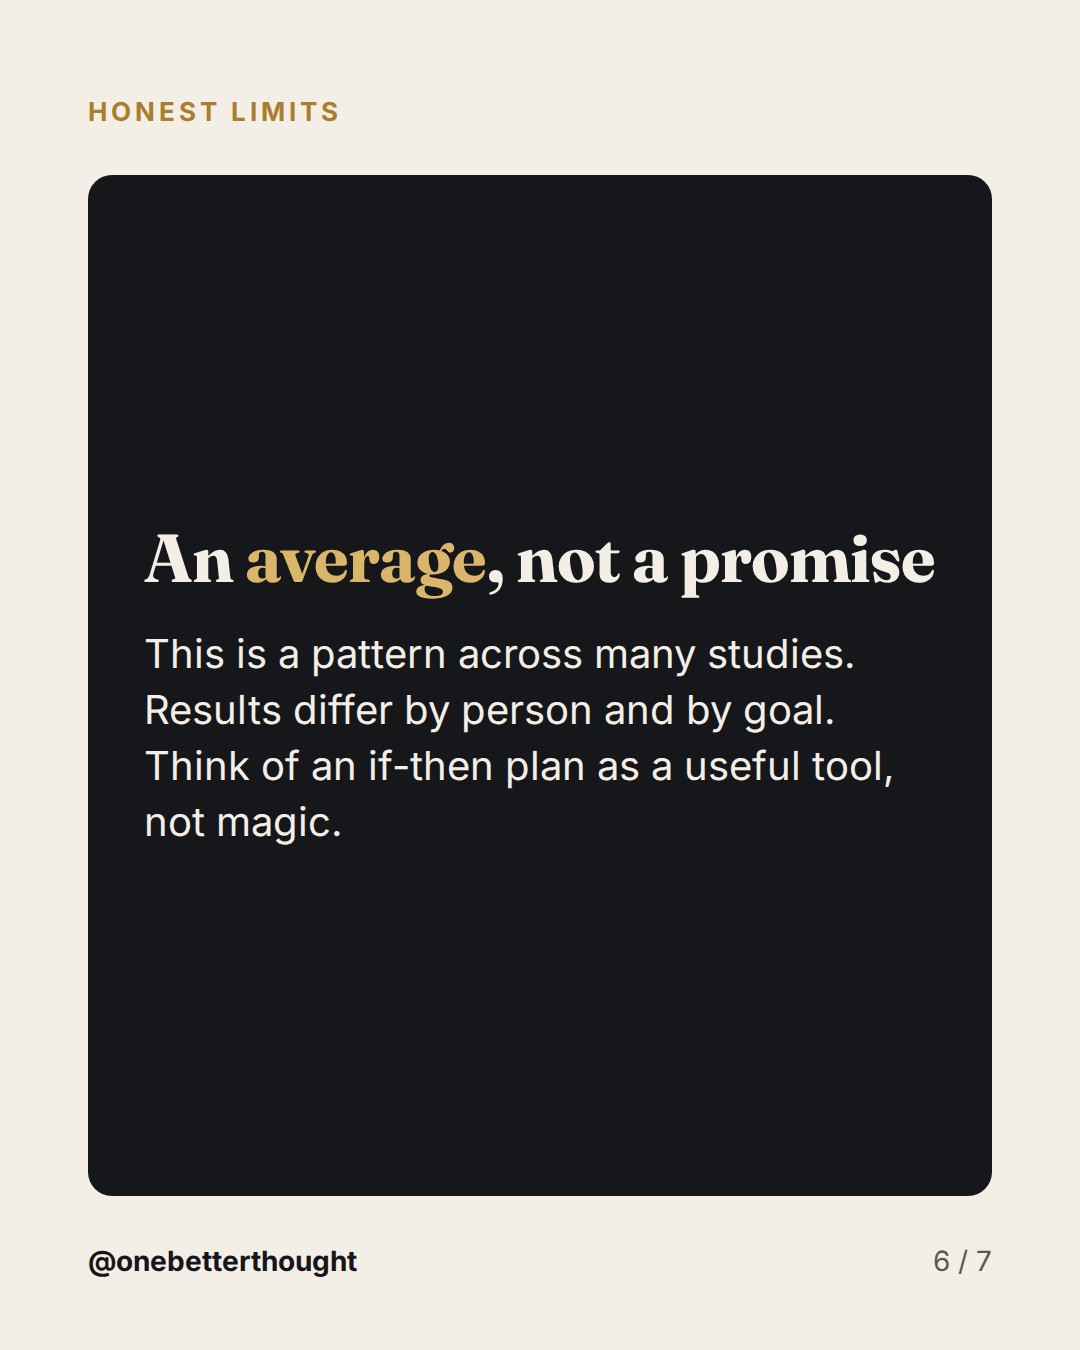 HONEST LIMITS
An average, not a promise
This is a pattern across many studies.
Results differ by person and by goal.
Think of an if-then plan as a useful tool,
not magic.
@onebetterthought
6 / 7